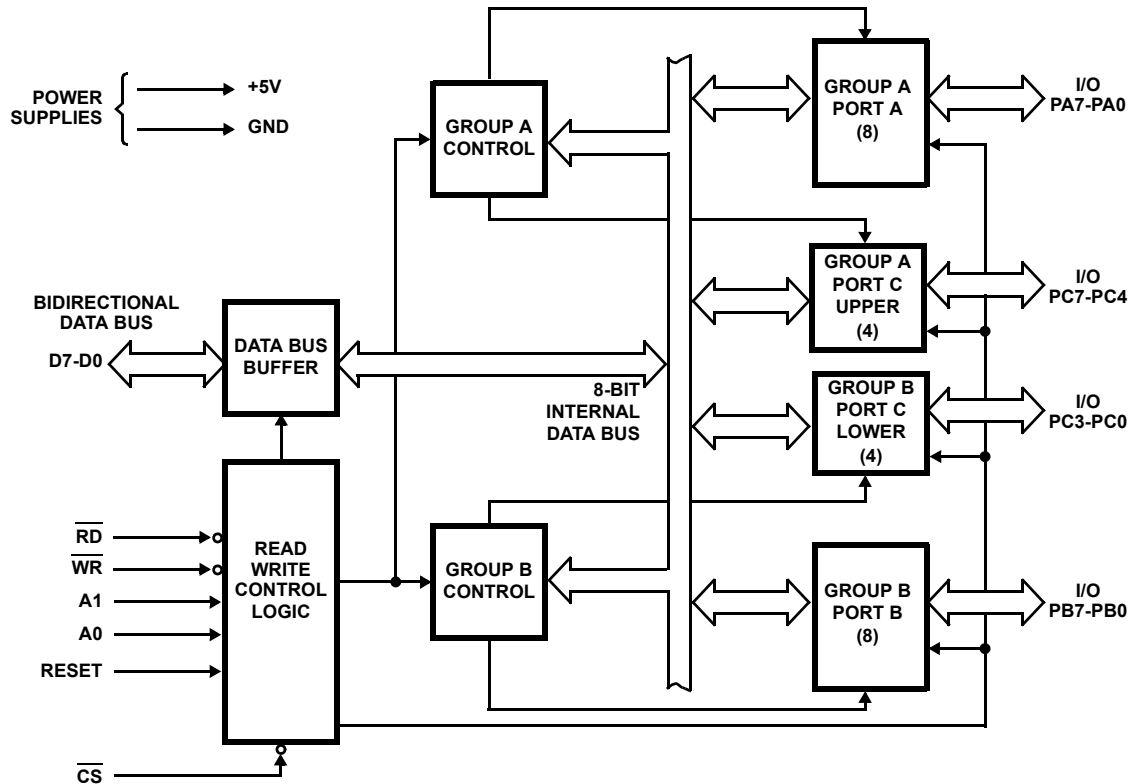 POWER
SUPPLIES
+5V
GND
GROUP A
CONTROL
GROUP A
PORT A
(8)
I/O
PA7-PA0
GROUP A
PORT C
UPPER
(4)
I/O
PC7-PC4
BIDIRECTIONAL
DATA BUS
D7-D0
DATA BUS
BUFFER
8-BIT
INTERNAL
DATA BUS
GROUP B
PORT C
LOWER
(4)
I/O
PC3-PC0
RD
WR
A1
A0
RESET
CS
READ
WRITE
CONTROL
LOGIC
GROUP B
CONTROL
GROUP B
PORT B
(8)
I/O
PB7-PB0